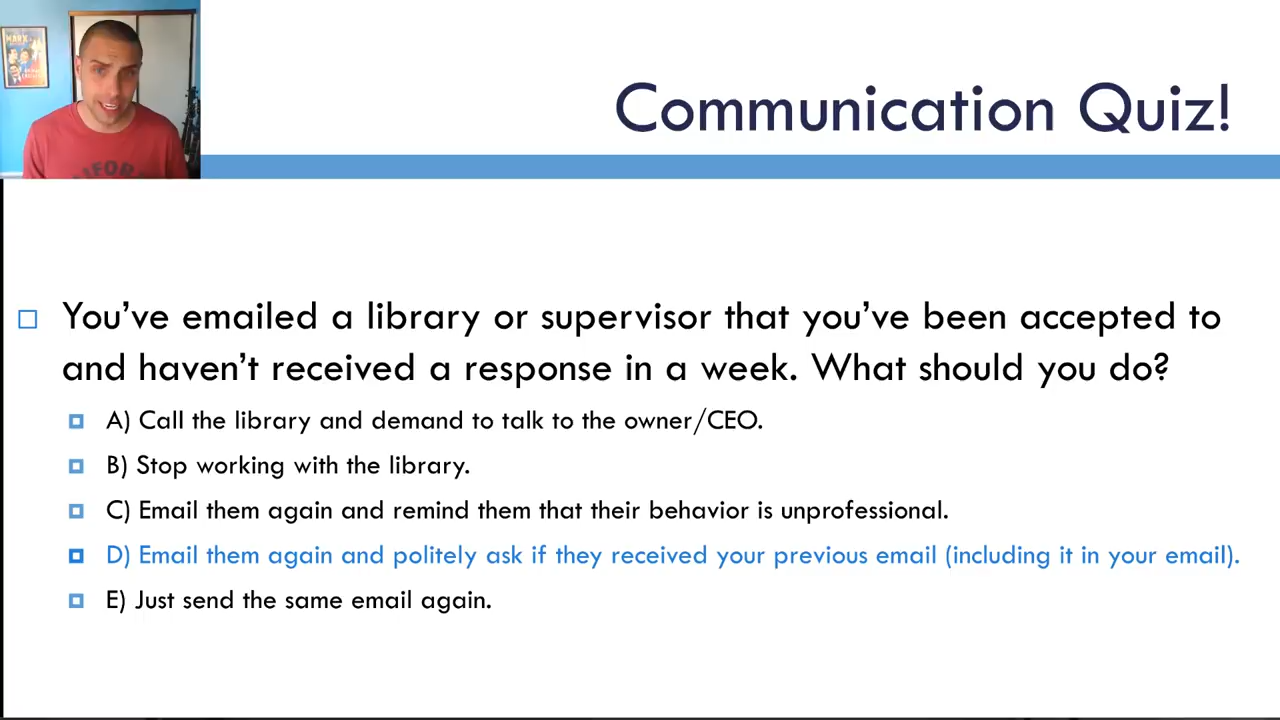 MARX
Communication Quiz!
You've emailed a library or supervisor that you've been accepted to
and haven't received a response in a week. What should you do?
A) Call the library and demand to talk to the owner/CEO.
B) Stop working with the library.
C) Email them again and remind them that their behavior is unprofessional.
D) Email them again and politely ask if they received your previous email (including it in your email).
E) Just send the same email again.